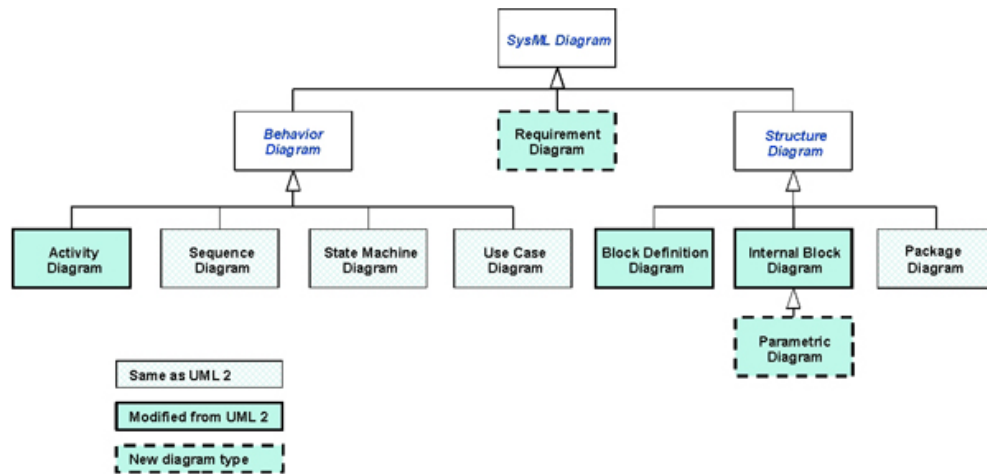 SysML Diagram
Behavior
Diagram
Requirement
Diagram
Structure
Diagram
Activity
Diagram
Sequence
Diagram
State Machine
Diagram
Use Case
Diagram
Block Definition
Diagram
Internal Block
Diagram
Package
Diagram
Parametric
Diagram
Same as UML 2
Modified from UML 2
New diagram type